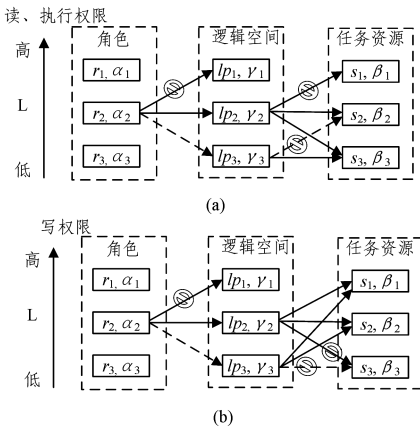 读、执行权限
高
L
低
角色
逻辑空间
任务资源
r1, α1
lp1, γ1
s1, β1
r2, α2
lp2, γ2
s2, β2
r3, α3
lp3, γ3
s3, β3
(a)
写权限
高
L
低
角色
逻辑空间
任务资源
r1, α1
lp1, γ1
s1, β1
r2, α2
lp2, γ2
s2, β2
r3, α3
lp3, γ3
s3, β3
(b)